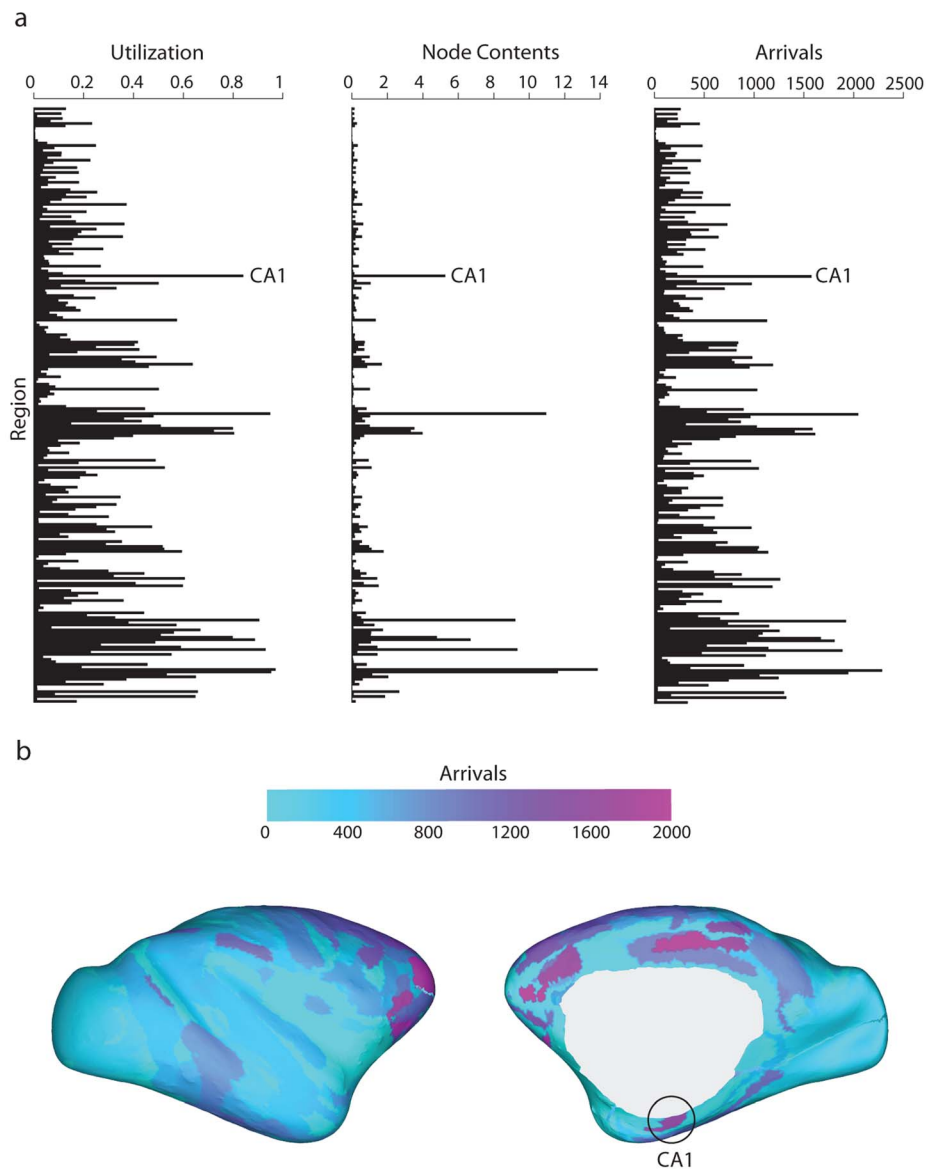 a
Utilization Node Contents Arrivals
0 0.2 0.4 0.6 0.8 1 0 2 4 6 8 10 12 14 0 500 1000 1500 2000 2500
CA1 CA1 CA1
Region
b
Arrivals
0 400 800 1200 1600 2000
CA1